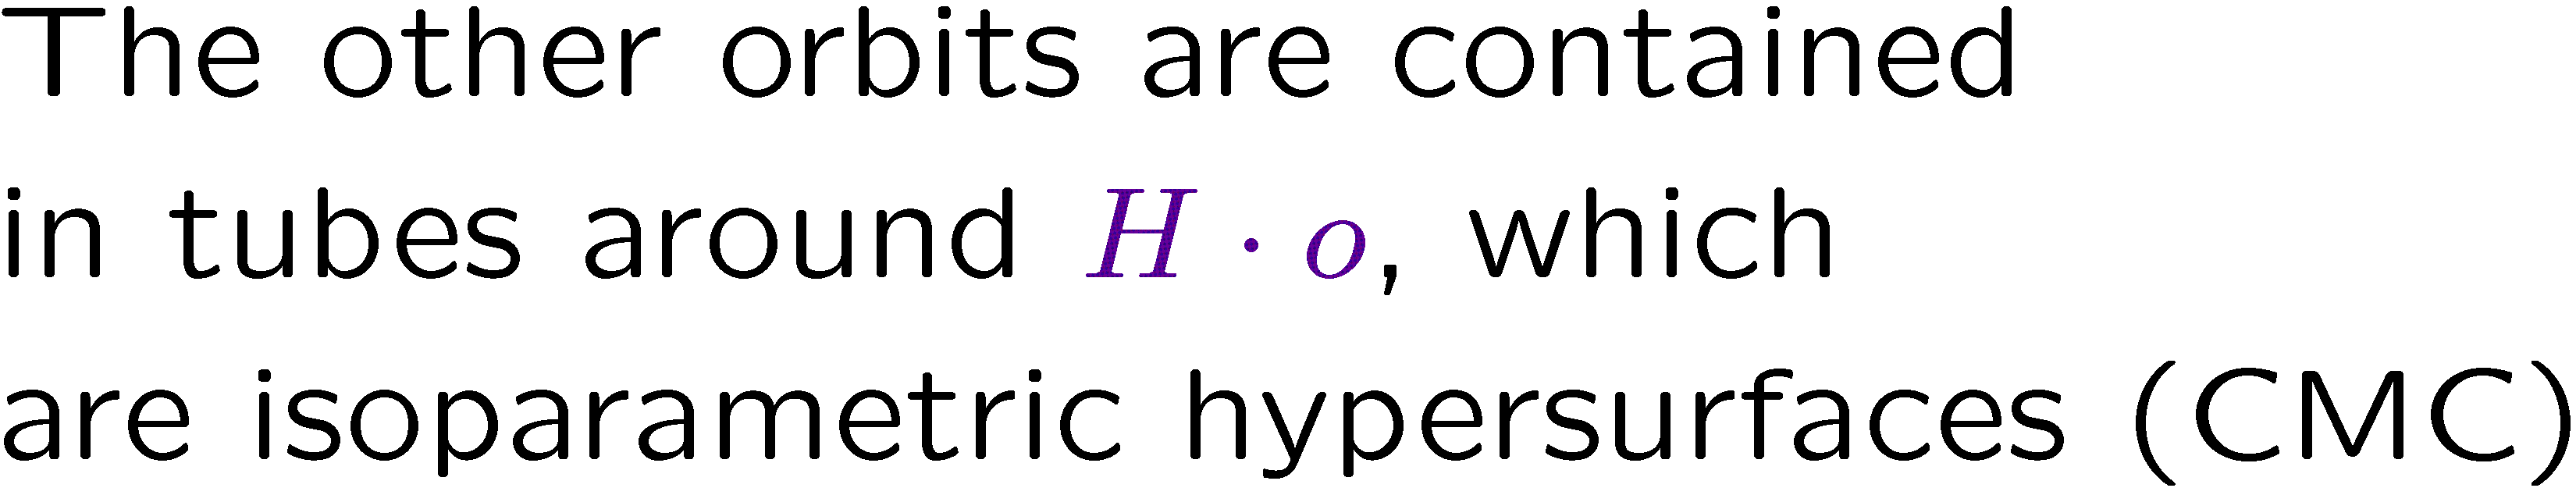 The other orbits are contained
in tubes around H · o, which
are isoparametric hypersurfaces (CMC)